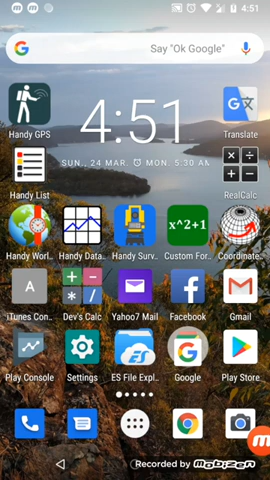 4:51
Say "Ok Google"
Handy GPS
4:51
Translate
SUN., 24 MAR. MON. 5:30 AM
Handy List
RealCalc
x^2+1
Handy Worl..
Handy Data..
Handy Surv..
Custom For..
Coordinate..
A
iTunes Con..
Dev's Calc
Yahoo7 Mail
Facebook
Gmail
Play Console
Settings
ES
ES File Expl..
Google
Play Store
Recorded by Mobizen